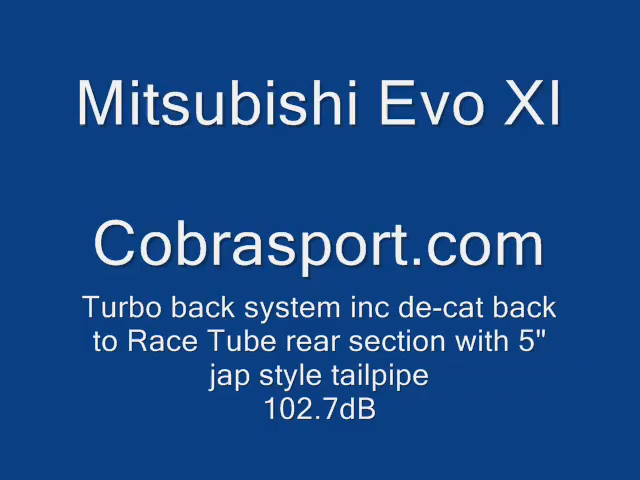 Mitsubishi Evo XI
Cobrasport.com
Turbo back system inc de-cat back
to Race Tube rear section with 5"
jap style tailpipe
102.7dB